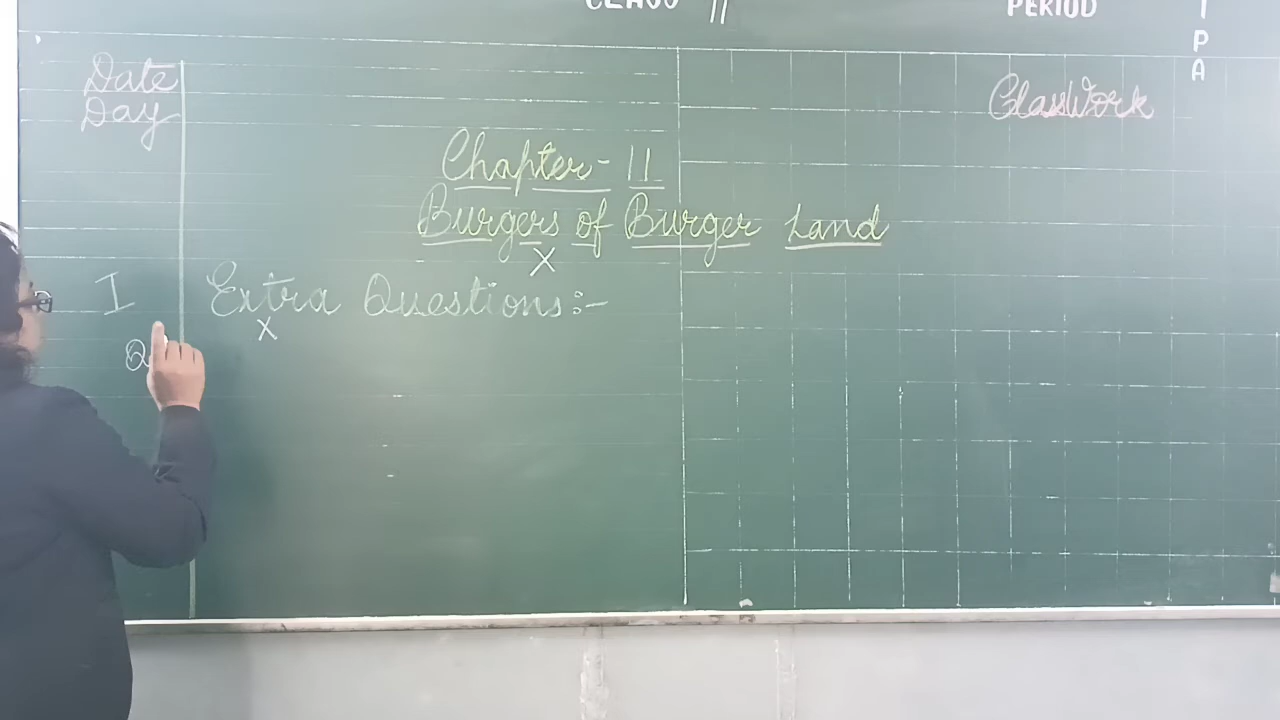 CLASS II
PERIOD
T
P
A
Date
Day
ClassWork
Chapter-11
Burgers of Burger Land
X
I Extra Questions:-
X
Q